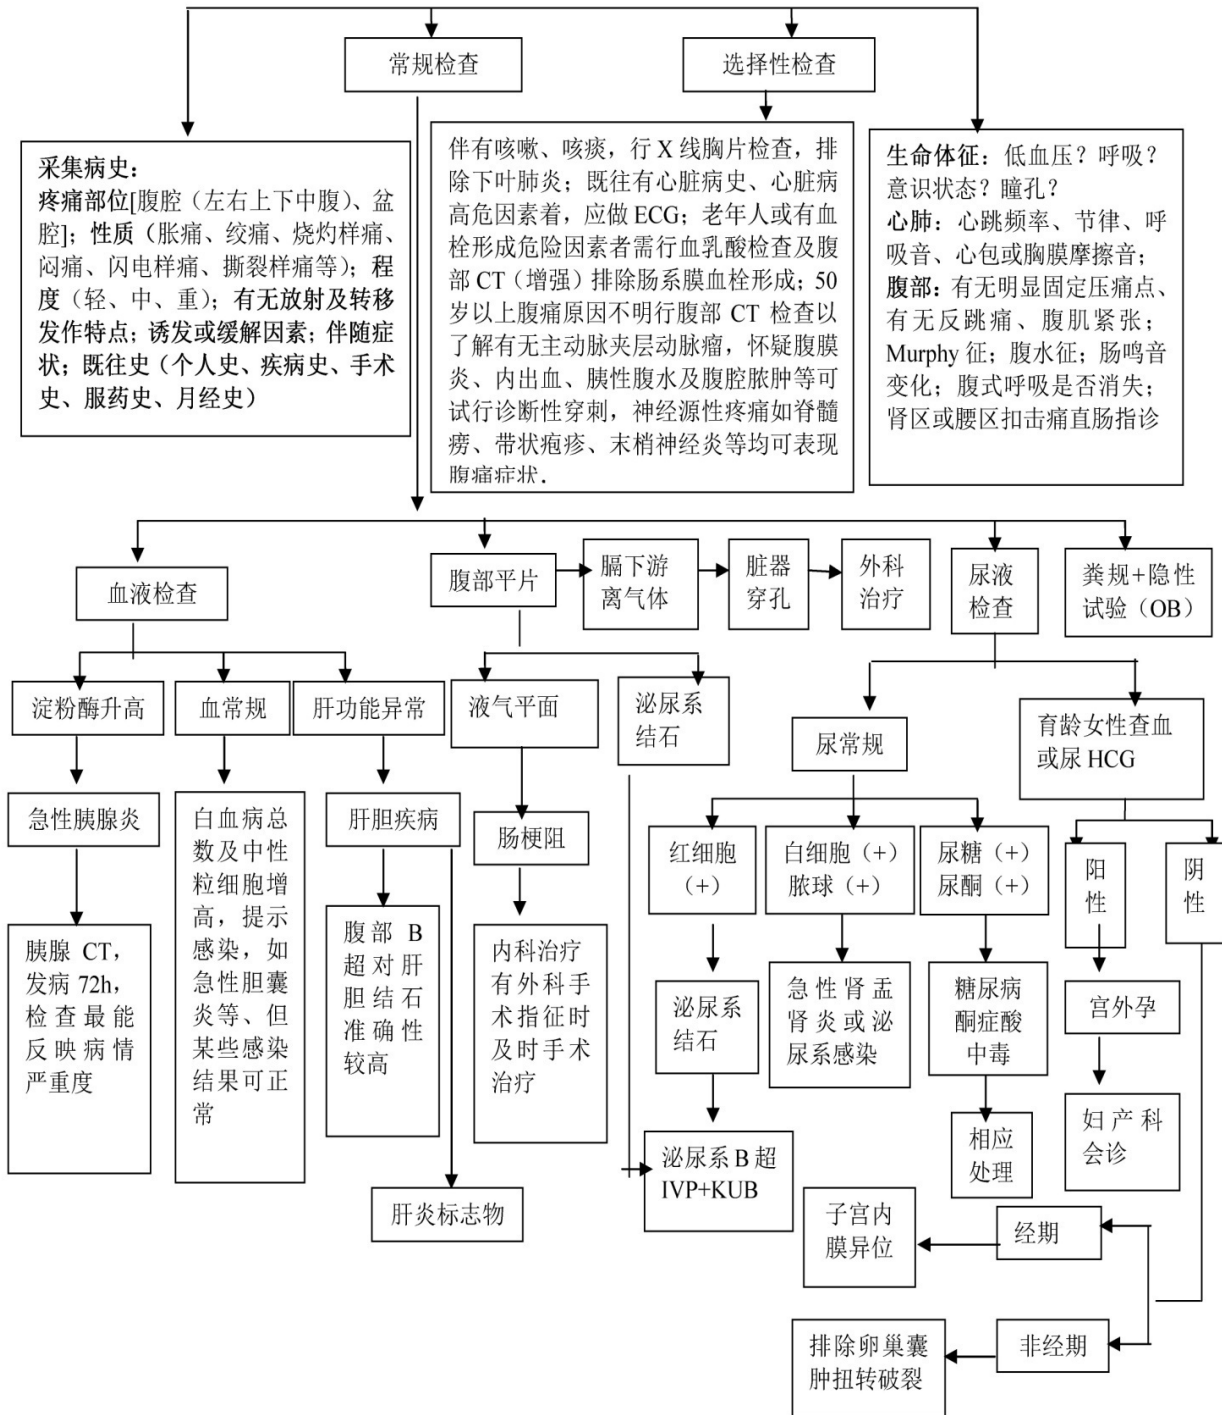 常规检查
选择性检查
采集病史：
疼痛部位[腹腔（左右上下中腹）、盆
腔]；性质（胀痛、绞痛、烧灼样痛、
闷痛、闪电样痛、撕裂样痛等）；程
度（轻、中、重）；有无放射及转移
发作特点；诱发或缓解因素；伴随症
状；既往史（个人史、疾病史、手术
史、服药史、月经史）
伴有咳嗽、咳痰，行 X 线胸片检查，排
除下叶肺炎；既往有心脏病史、心脏病
高危因素着，应做 ECG；老年人或有血
栓形成危险因素者需行血乳酸检查及腹
部 CT（增强）排除肠系膜血栓形成；50
岁以上腹痛原因不明行腹部 CT 检查以
了解有无主动脉夹层动脉瘤，怀疑腹膜
炎、内出血、胰性腹水及腹腔脓肿等可
试行诊断性穿刺，神经源性疼痛如脊髓
痨、带状疱疹、末梢神经炎等均可表现
腹痛症状．
生命体征：低血压？呼吸？
意识状态？瞳孔？
心肺：心跳频率、节律、呼
吸音、心包或胸膜摩擦音；
腹部：有无明显固定压痛点、
有无反跳痛、腹肌紧张；
Murphy 征；腹水征；肠鸣音
变化；腹式呼吸是否消失；
肾区或腰区扣击痛直肠指诊
血液检查
腹部平片
膈下游
离气体
脏器
穿孔
外科
治疗
尿液
检查
粪规+隐性
试验（OB）
淀粉酶升高
血常规
肝功能异常
液气平面
泌尿系
结石
尿常规
育龄女性查血
或尿 HCG
急性胰腺炎
白血病总
数及中性
粒细胞增
高，提示
感染，如
急性胆囊
炎等、但
某些感染
结果可正
常
肝胆疾病
肠梗阻
红细胞
（+）
白细胞（+）
脓球（+）
尿糖（+）
尿酮（+）
阳
性
阴
性
胰腺 CT，
发病 72h，
检查最能
反映病情
严重度
腹部 B
超对肝
胆结石
准确性
较高
内科治疗
有外科手
术指征时
及时手术
治疗
泌尿系
结石
急性肾盂
肾炎或泌
尿系感染
糖尿病
酮症酸
中毒
宫外孕
肝炎标志物
泌尿系 B 超
IVP+KUB
相应
处理
妇产科
会诊
子宫内
膜异位
经期
排除卵巢囊
肿扭转破裂
非经期